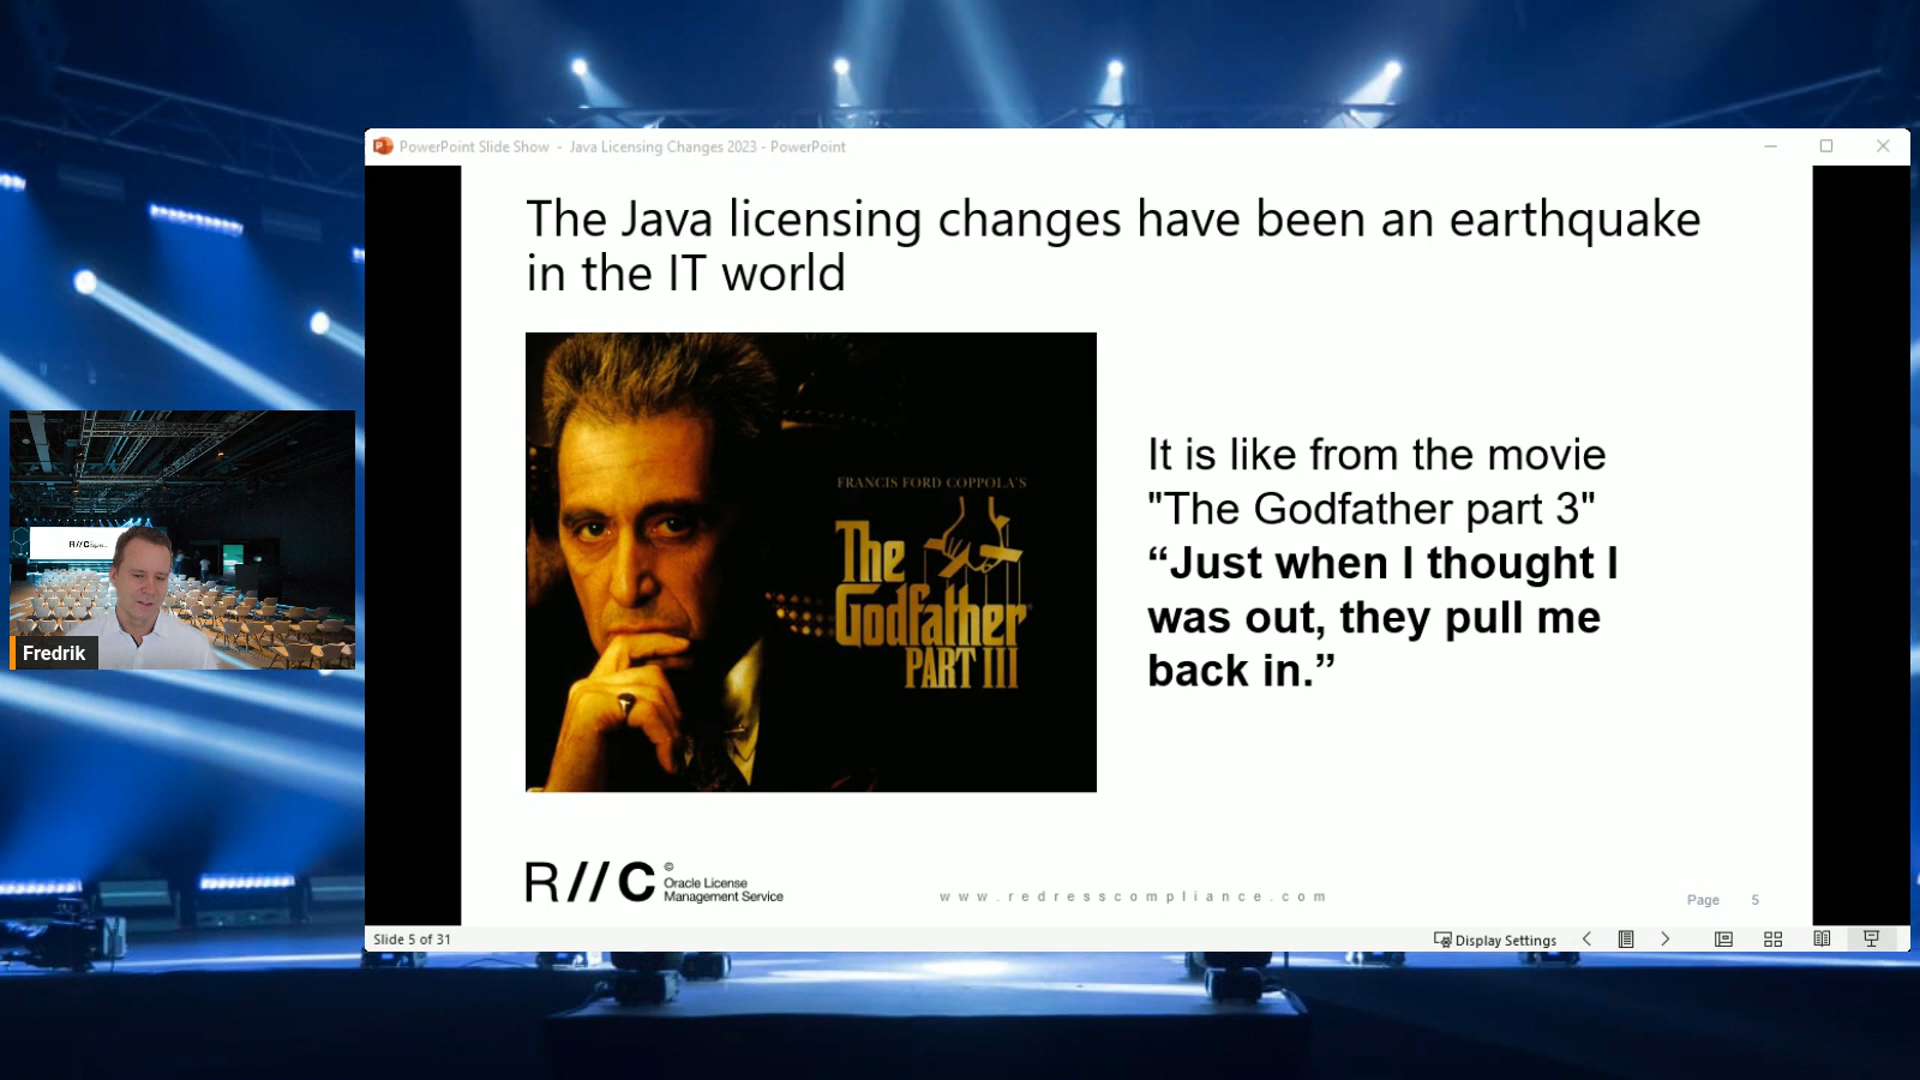 PowerPoint Slide Show - Java Licensing Changes 2023 - PowerPoint
The Java licensing changes have been an earthquake
in the IT world
FRANCIS FORD COPPOLA'S
The
Godfather
PART III
It is like from the movie
"The Godfather part 3"
“Just when I thought I
was out, they pull me
back in.”
R//C
Fredrik
R//C ©
Oracle License
Management Service
www.redresscompliance.com
Page 5
Slide 5 of 31
Display Settings